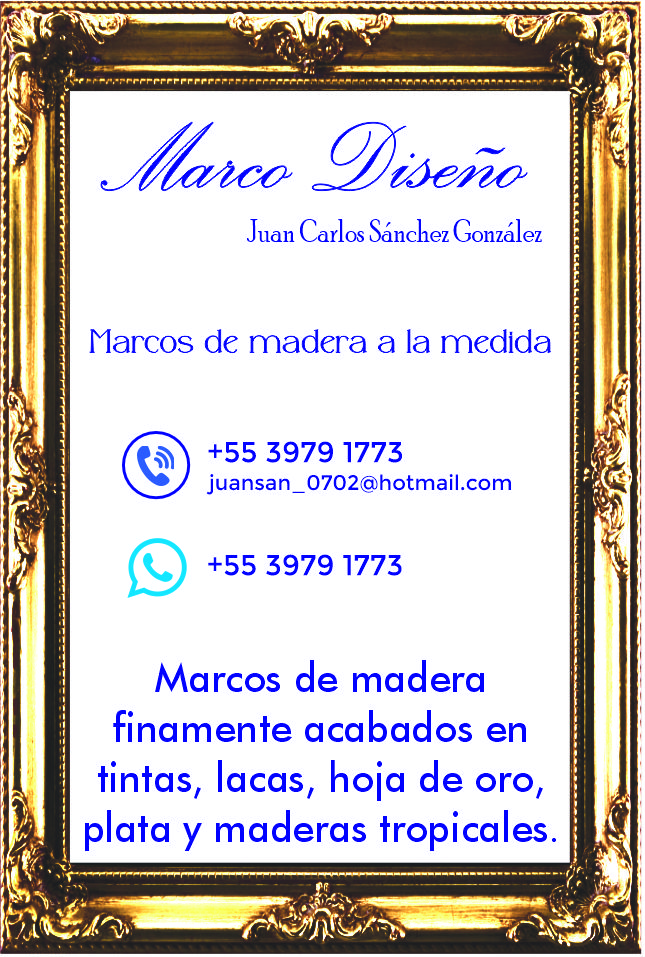 Marco Diseño
Juan Carlos Sánchez González
Marcos de madera a la medida
+55 3979 1773
juansan_0702@hotmail.com
+55 3979 1773
Marcos de madera
finamente acabados en
tintas, lacas, hoja de oro,
plata y maderas tropicales.